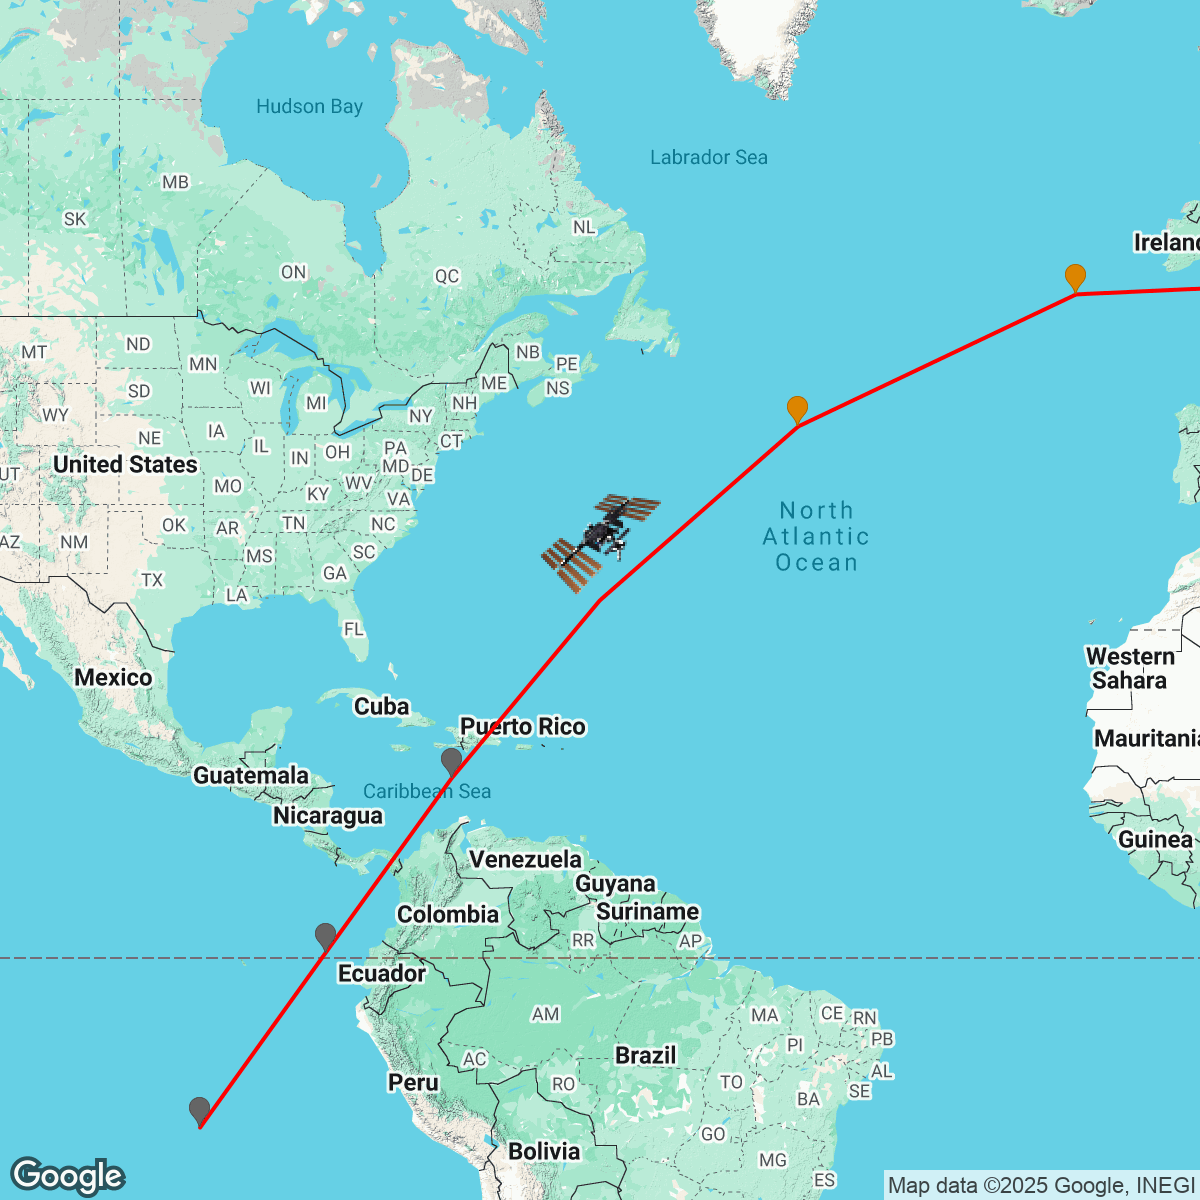 Hudson Bay
Labrador Sea
MB
SK
NL
Ireland
ON
QC
ND
MT
NB
MN
PE
ME
NS
SD
WI
NH
MI
WY
NY
IA
NE
CT
IL
OH
PA
IN
MD
United States
UT
DE
WV
MO
KY
VA
North
Atlantic
Ocean
OK
TN
NC
AR
AZ
NM
SC
MS
GA
TX
LA
FL
Western
Sahara
Mexico
Cuba
Puerto Rico
Mauritania
Guatemala
Caribbean Sea
Nicaragua
Guinea
Venezuela
Guyana
Suriname
Colombia
RR
AP
Ecuador
AM
MA
CE
RN
PB
PI
Brazil
AC
AL
Peru
RO
TO
SE
BA
GO
Bolivia
MG
ES
Google
Map data ©2025 Google, INEGI